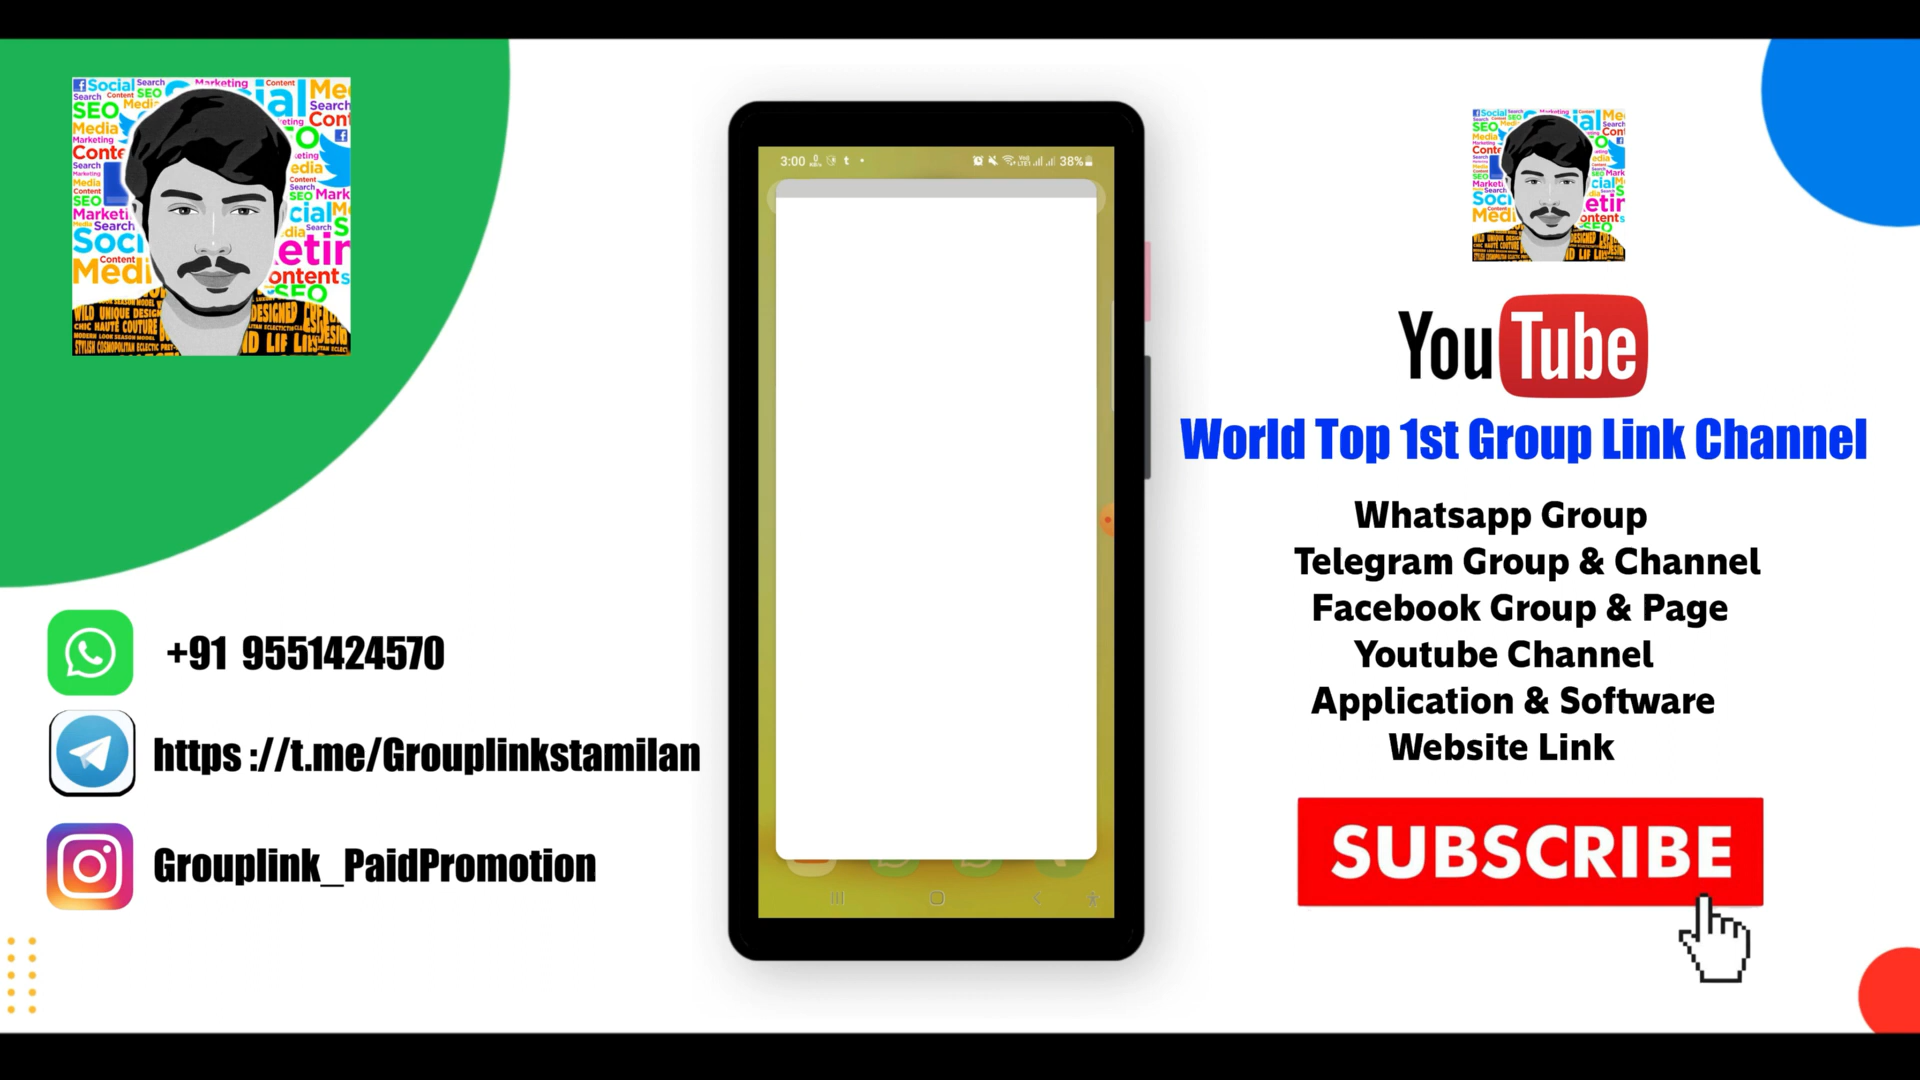 +91 9551424570
https ://t.me/Grouplinkstamilan
Grouplink_PaidPromotion
3:00
38%
YouTube
World Top 1st Group Link Channel
Whatsapp Group
Telegram Group & Channel
Facebook Group & Page
Youtube Channel
Application & Software
Website Link
SUBSCRIBE